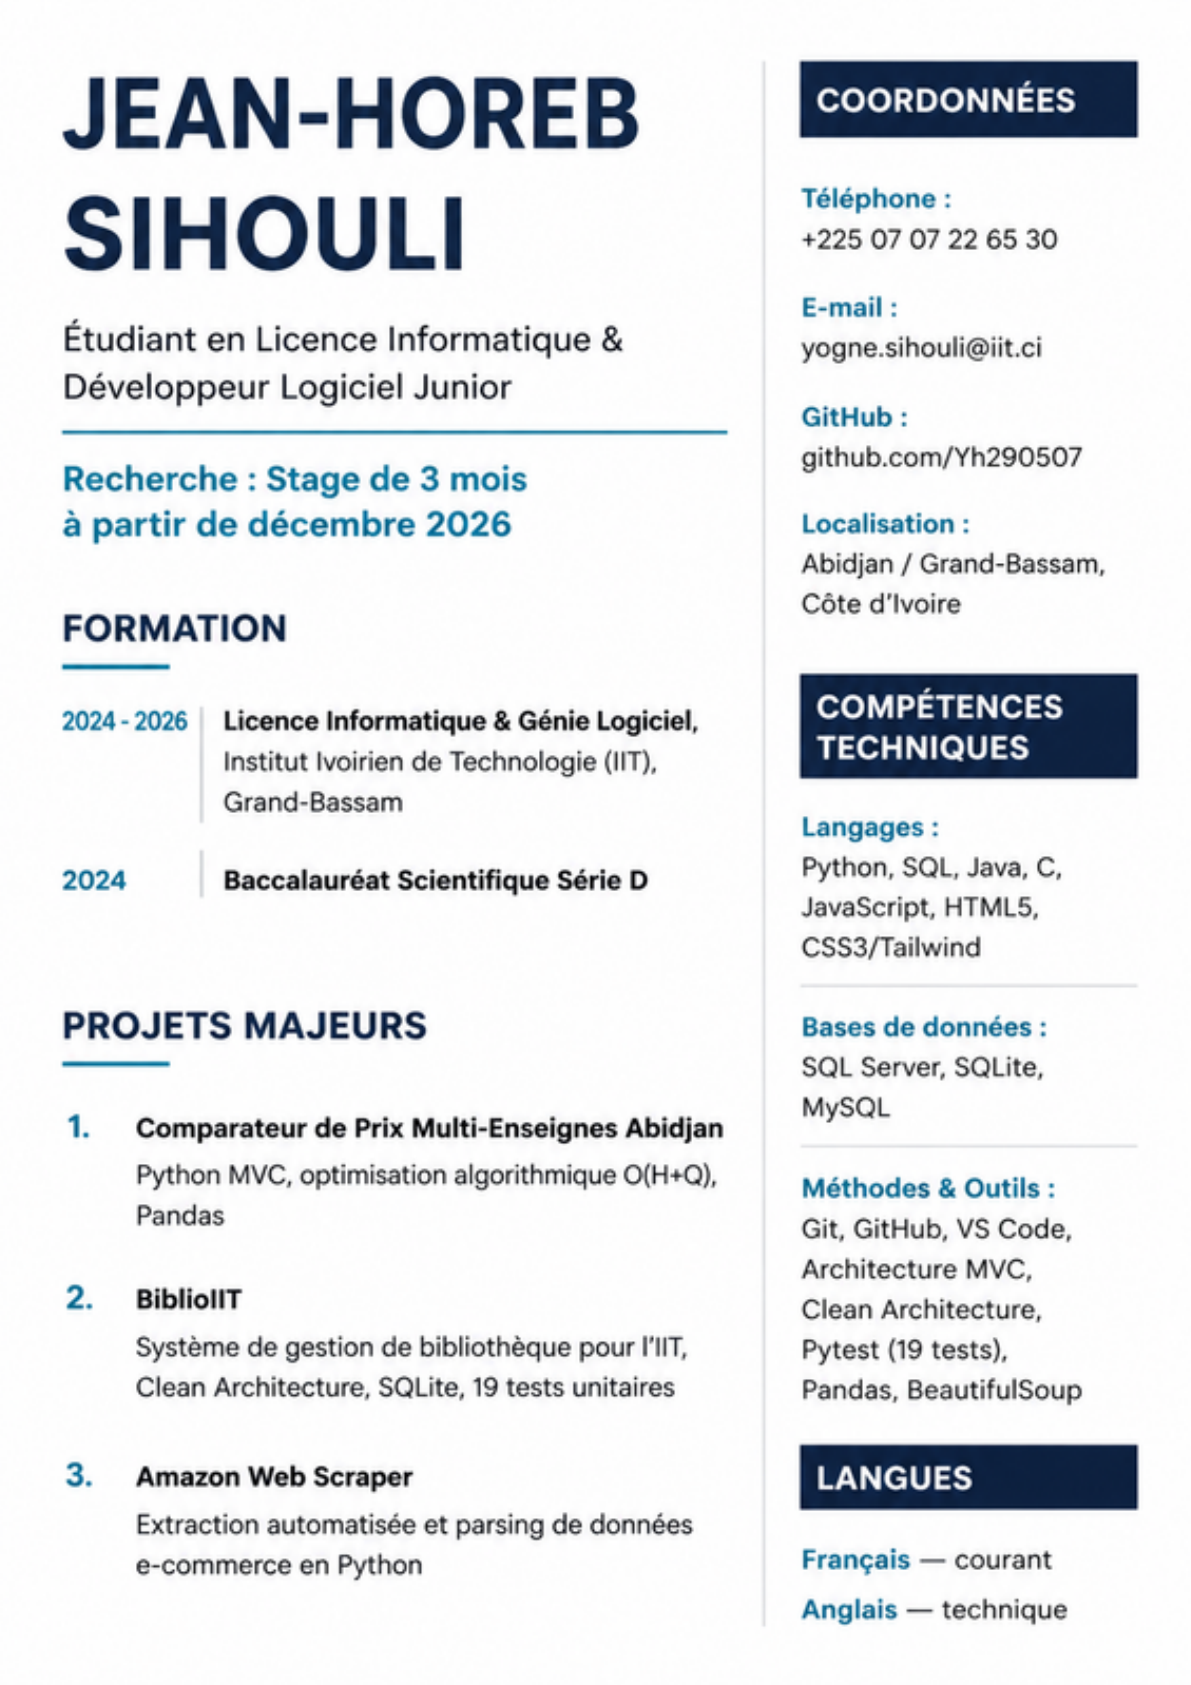 JEAN-HOREB
SIHOULI
Étudiant en Licence Informatique &
Développeur Logiciel Junior
Recherche : Stage de 3 mois
à partir de décembre 2026
FORMATION
2024 - 2026
Licence Informatique & Génie Logiciel,
Institut Ivoirien de Technologie (IIT),
Grand-Bassam
2024
Baccalauréat Scientifique Série D
PROJETS MAJEURS
1. Comparateur de Prix Multi-Enseignes Abidjan
Python MVC, optimisation algorithmique O(H+Q),
Pandas
2. BiblioIIT
Système de gestion de bibliothèque pour l’IIT,
Clean Architecture, SQLite, 19 tests unitaires
3. Amazon Web Scraper
Extraction automatisée et parsing de données
e-commerce en Python
COORDONNÉES
Téléphone :
+225 07 07 22 65 30
E-mail :
yogne.sihouli@iit.ci
GitHub :
github.com/Yh290507
Localisation :
Abidjan / Grand-Bassam,
Côte d’Ivoire
COMPÉTENCES
TECHNIQUES
Langages :
Python, SQL, Java, C,
JavaScript, HTML5,
CSS3/Tailwind
Bases de données :
SQL Server, SQLite,
MySQL
Méthodes & Outils :
Git, GitHub, VS Code,
Architecture MVC,
Clean Architecture,
Pytest (19 tests),
Pandas, BeautifulSoup
LANGUES
Français — courant
Anglais — technique